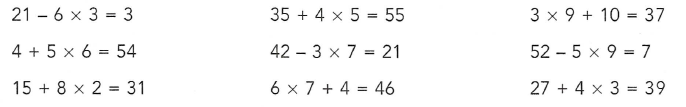 21 – 6 × 3 = 3 35 + 4 × 5 = 55 3 × 9 + 10 = 37
4 + 5 × 6 = 54 42 – 3 × 7 = 21 52 – 5 × 9 = 7
15 + 8 × 2 = 31 6 × 7 + 4 = 46 27 + 4 × 3 = 39